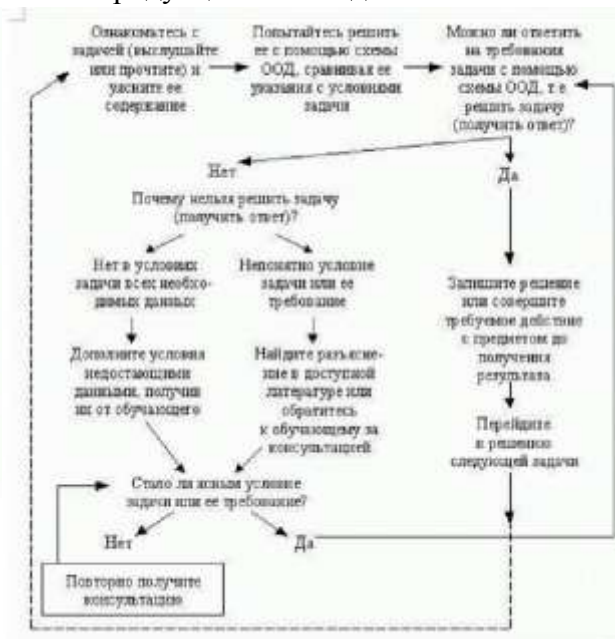 Ознакомьтесь с
задачей (выслушайте
или прочтите) и
уясните ее
содержание
Попытайтесь решить
ее с помощью схемы
ООД, сравнивая ее
указания с условиями
задачи
Можно ли ответить
на требования
задачи с помощью
схемы ООД, т.е
решить задачу
(получить ответ)?
Нет
Да
Почему нельзя решить задачу
(получить ответ)?
Нет в условиях
задачи всех необхо-
димых данных
Непонятно условие
задачи или ее
требование
Запишите решение
или совершите
требуемое действие
с предметом до
получения
результата
Дополните условия
недостающими
данными, получив
их от обучающего
Найдите разъясне-
ние в доступной
литературе или
обратитесь
к обучающему за
консультацией
Перейдите
к решению
следующей задачи
Стало ли ясным условие
задачи или ее требование?
Нет
Да
Повторно получите
консультацию